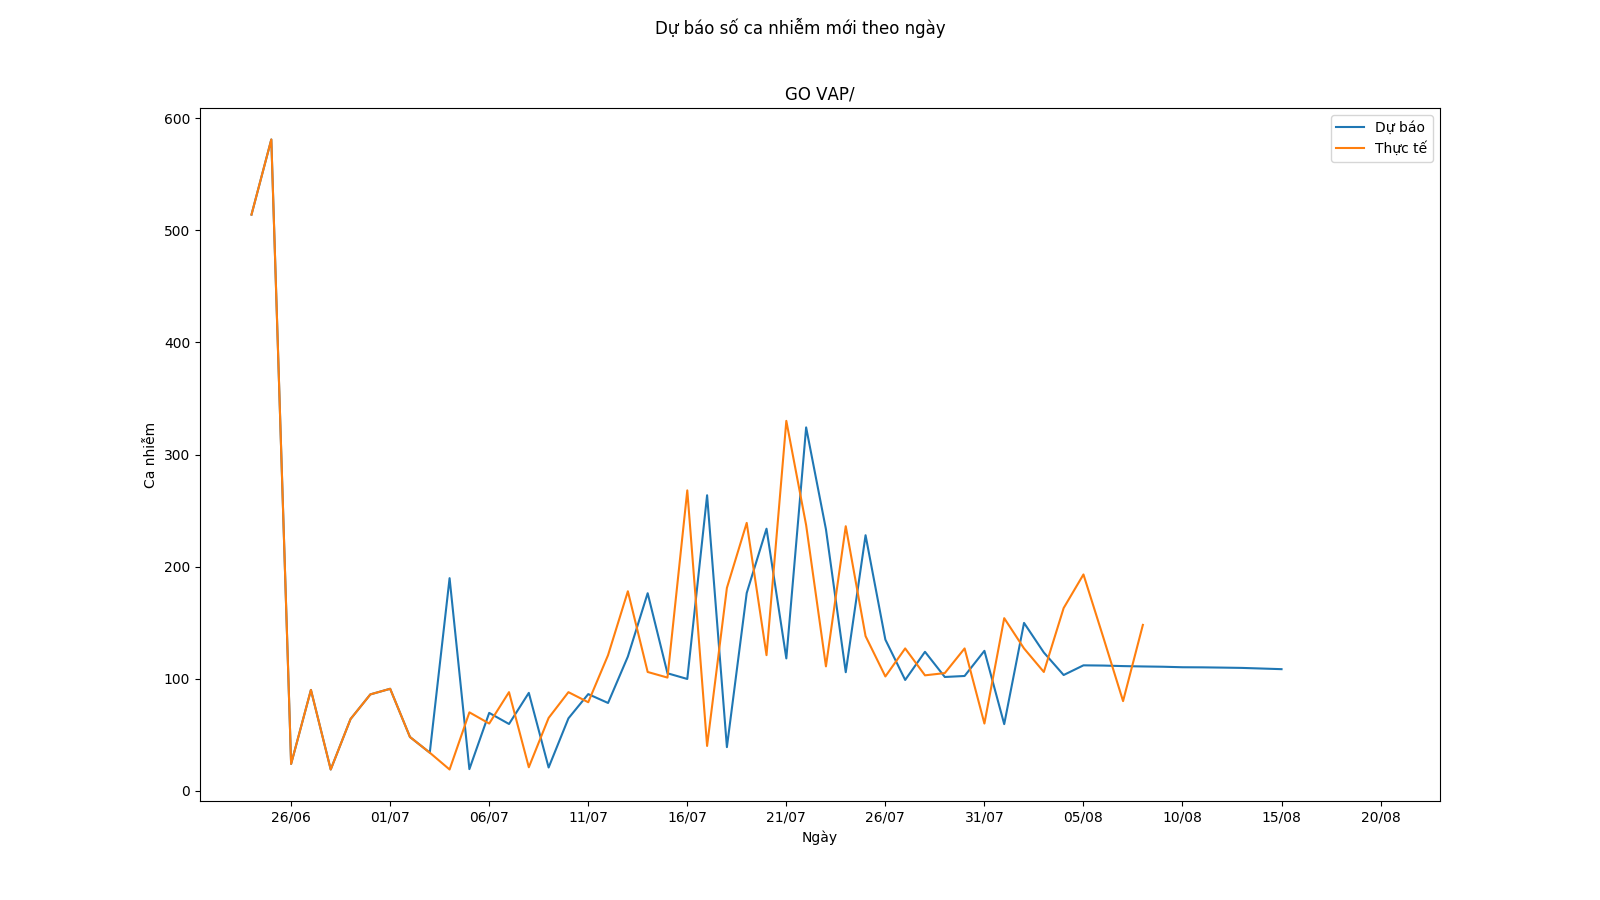 Dự báo số ca nhiễm mới theo ngày
GO VAP/
Dự báo
Thực tế
600
500
400
300
200
100
0
Ca nhiễm
26/06 01/07 06/07 11/07 16/07 21/07 26/07 31/07 05/08 10/08 15/08 20/08
Ngày